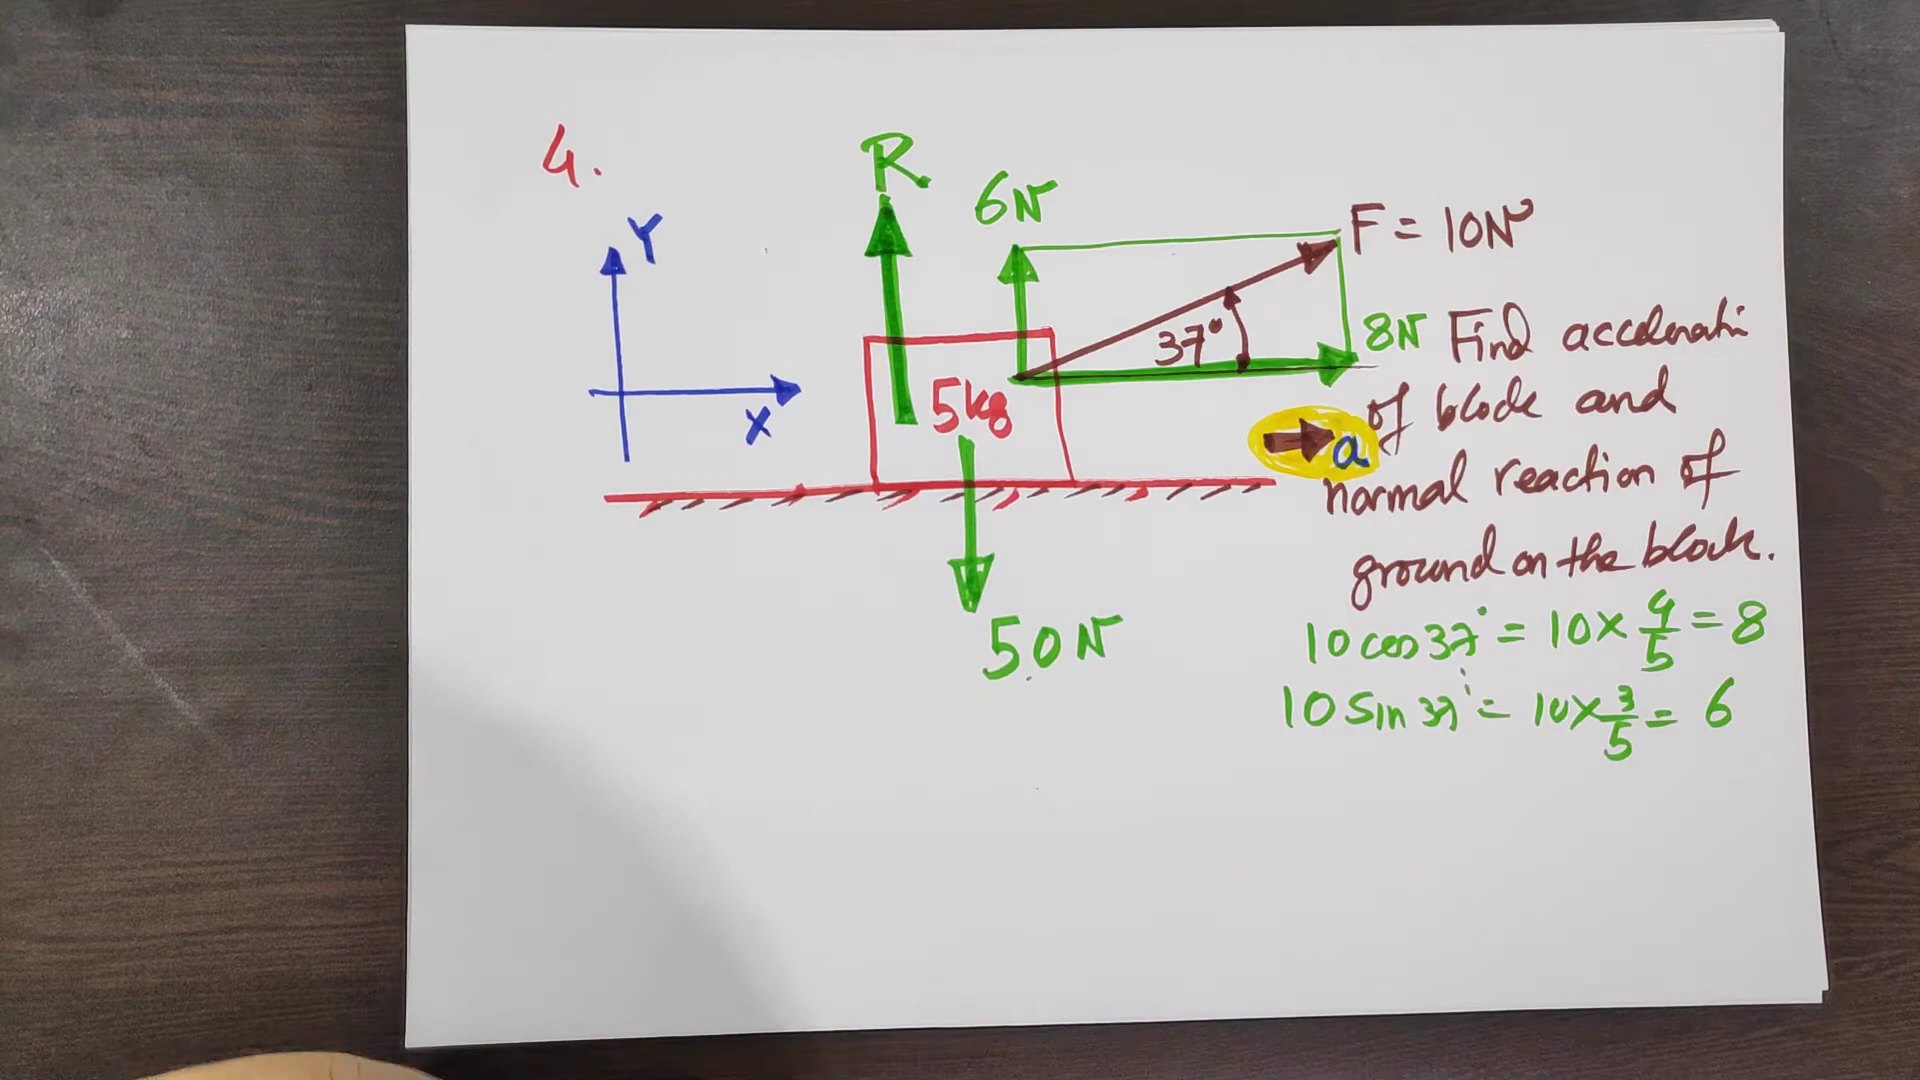 4.
Y
X
R
6N
F = 10N
37°
8N
5kg
a
50N
Find accelerati
of block and
normal reaction of
ground on the block.
10 cos 37° = 10 × 4/5 = 8
10 Sin 37° = 10 × 3/5 = 6